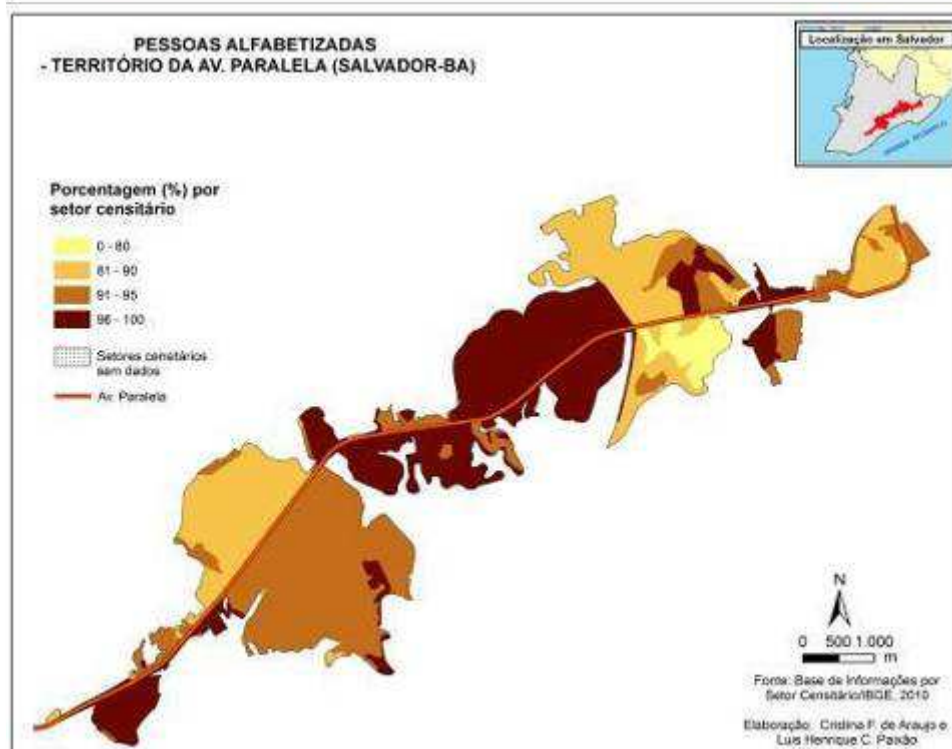 PESSOAS ALFABETIZADAS
- TERRITÓRIO DA AV. PARALELA (SALVADOR-BA)
Localização em Salvador
Porcentagem (%) por
setor censitário
0 - 80
81 - 90
91 - 95
96 - 100
Setores censitários
sem dados
Av. Paralela
N
0 500 1.000
m
Fonte: Base de Informações por
Setor Censitário/IBGE, 2010
Elaboração: Cristina F. de Araujo e
Luis Henrique C. Paixão